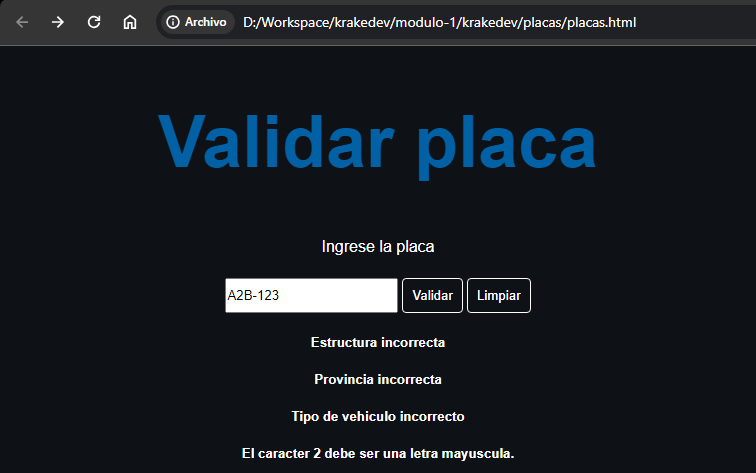 Archivo D:/Workspace/krakedev/modulo-1/krakedev/placas/placas.html
Validar placa
Ingrese la placa
A2B-123 Validar Limpiar
Estructura incorrecta
Provincia incorrecta
Tipo de vehiculo incorrecto
El caracter 2 debe ser una letra mayuscula.